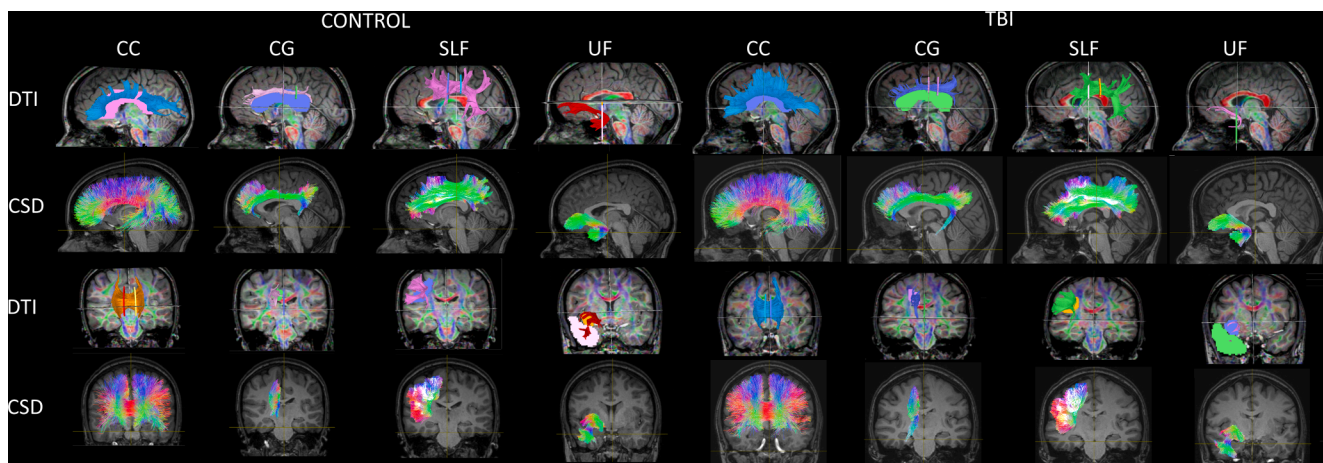 CONTROL TBI
CC CG SLF UF CC CG SLF UF
DTI
CSD
DTI
CSD